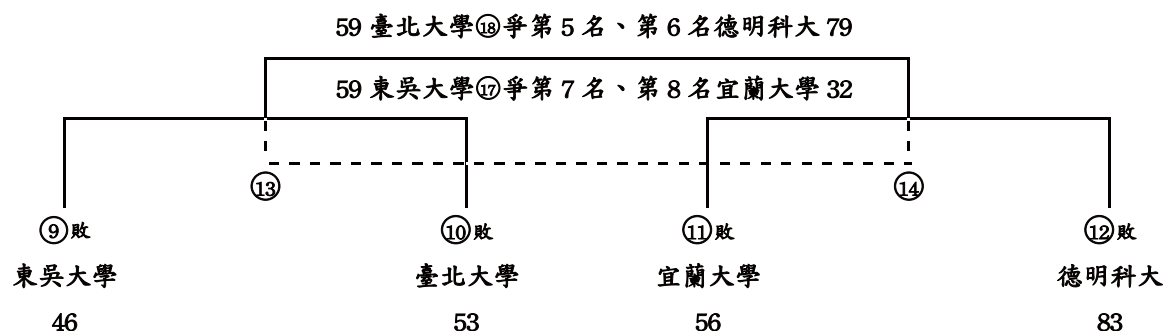 59 臺北大學⑱爭第 5 名、第 6 名德明科大 79
59 東吳大學⑰爭第 7 名、第 8 名宜蘭大學 32
⑬ ⑭
⑨敗 ⑩敗 ⑪敗 ⑫敗
東吳大學 臺北大學 宜蘭大學 德明科大
46 53 56 83